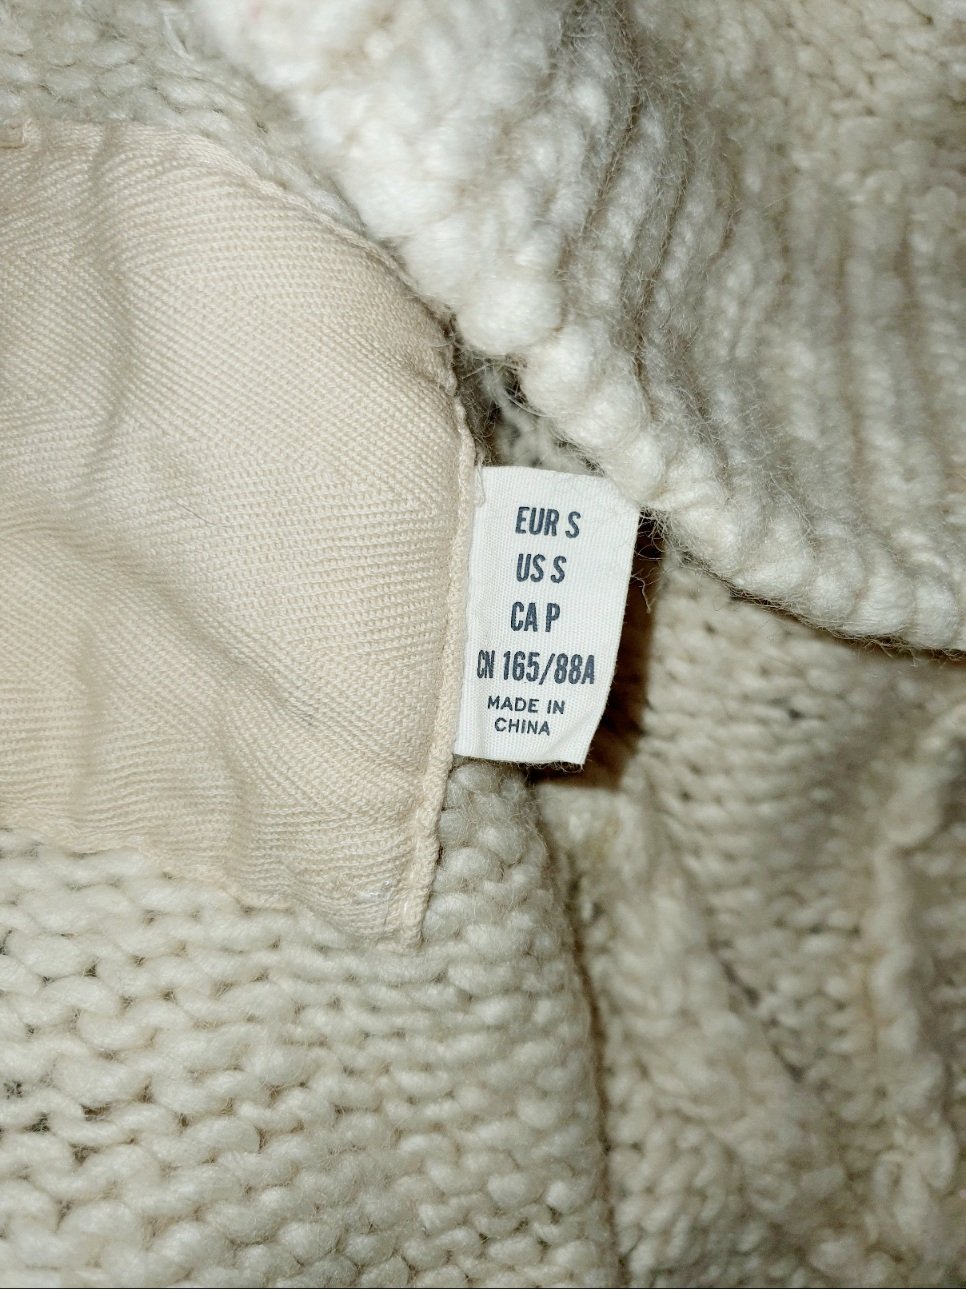 EUR S
US S
CA P
CN 165/88A
MADE IN
CHINA